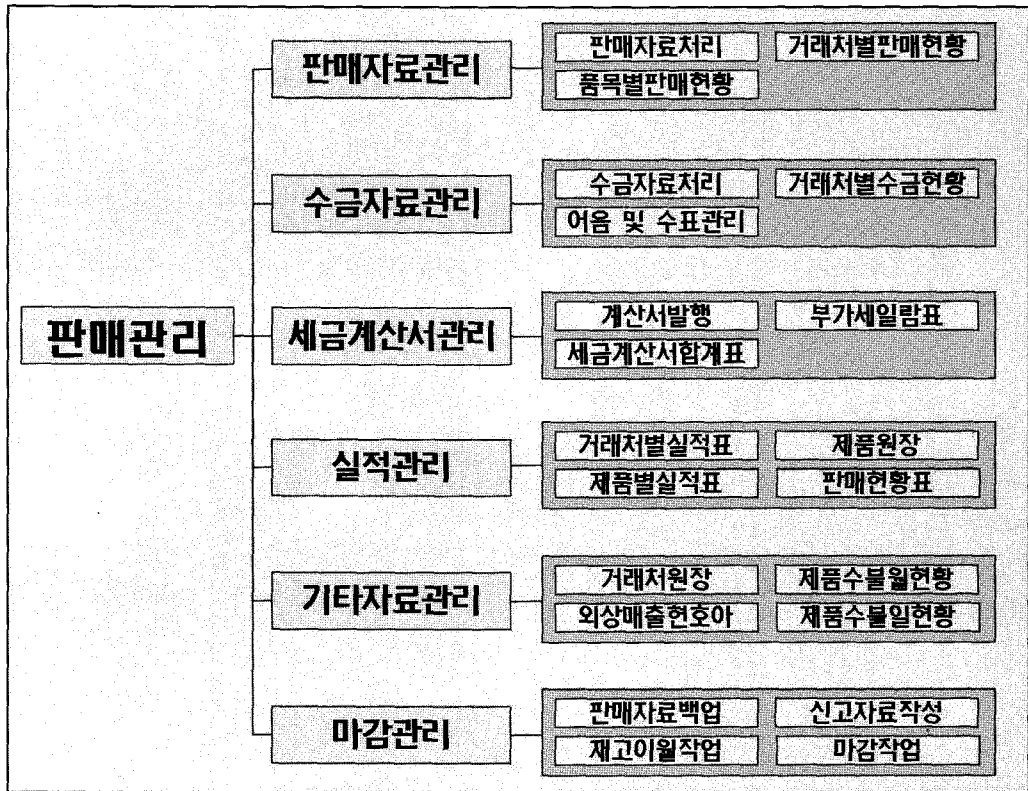 판매관리
판매자료관리
판매자료처리
거래처별판매현황
품목별판매현황
수금자료관리
수금자료처리
거래처별수금현황
어음 및 수표관리
세금계산서관리
계산서발행
부가세일람표
세금계산서합계표
실적관리
거래처별실적표
제품원장
제품별실적표
판매현황표
기타자료관리
거래처원장
제품수불월현황
외상매출현호아
제품수불일현황
마감관리
판매자료백업
신고자료작성
재고이월작업
마감작업